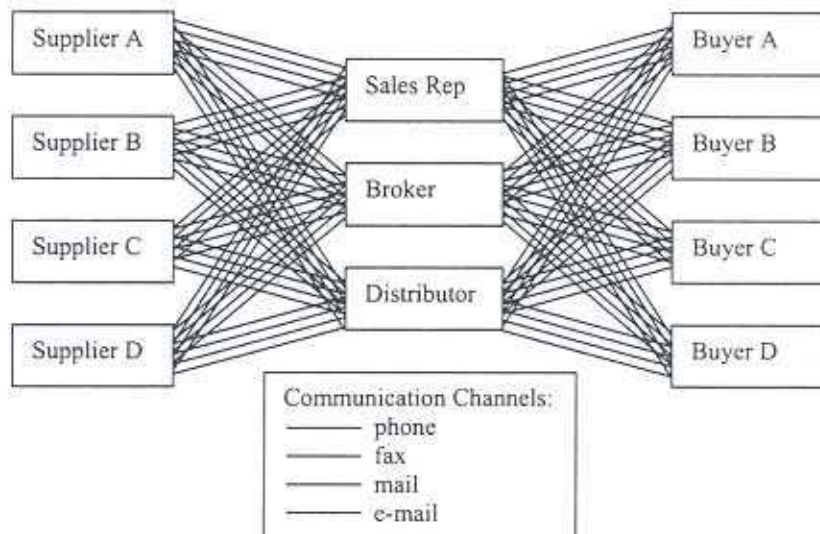 Supplier A
Buyer A
Sales Rep
Supplier B
Buyer B
Broker
Supplier C
Buyer C
Distributor
Supplier D
Buyer D
Communication Channels:
phone
fax
mail
e-mail